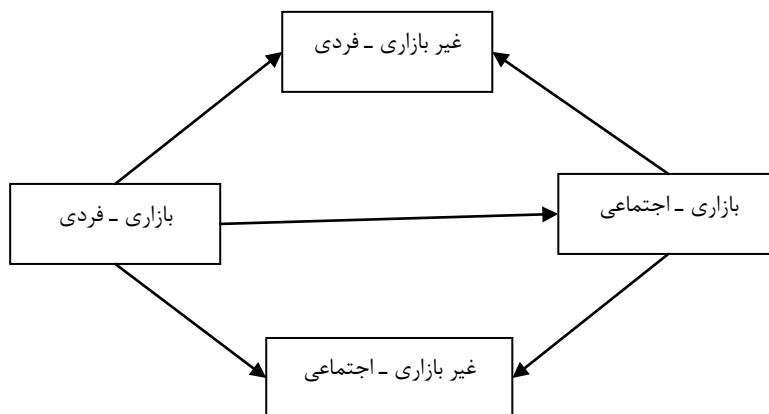 غیر بازاری ـ فردی
بازاری ـ اجتماعی
بازاری ـ فردی
غیر بازاری ـ اجتماعی